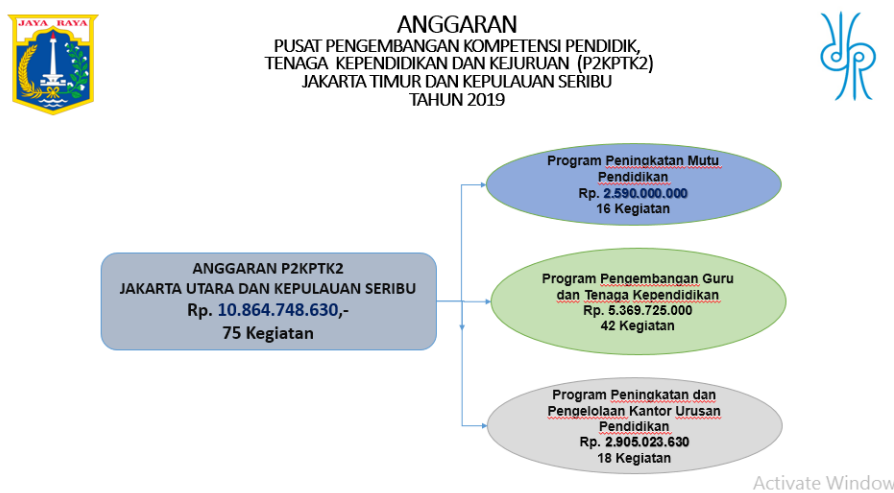 JAYA RAYA
ANGGARAN
PUSAT PENGEMBANGAN KOMPETENSI PENDIDIK,
TENAGA KEPENDIDIKAN DAN KEJURUAN (P2KPTK2)
JAKARTA TIMUR DAN KEPULAUAN SERIBU
TAHUN 2019
ANGGARAN P2KPTK2
JAKARTA UTARA DAN KEPULAUAN SERIBU
Rp. 10.864.748.630,-
75 Kegiatan
Program Peningkatan Mutu
Pendidikan
Rp. 2.590.000.000
16 Kegiatan
Program Pengembangan Guru
dan Tenaga Kependidikan
Rp. 5.369.725.000
42 Kegiatan
Program Peningkatan dan
Pengelolaan Kantor Urusan
Pendidikan
Rp. 2.905.023.630
18 Kegiatan
Activate Window